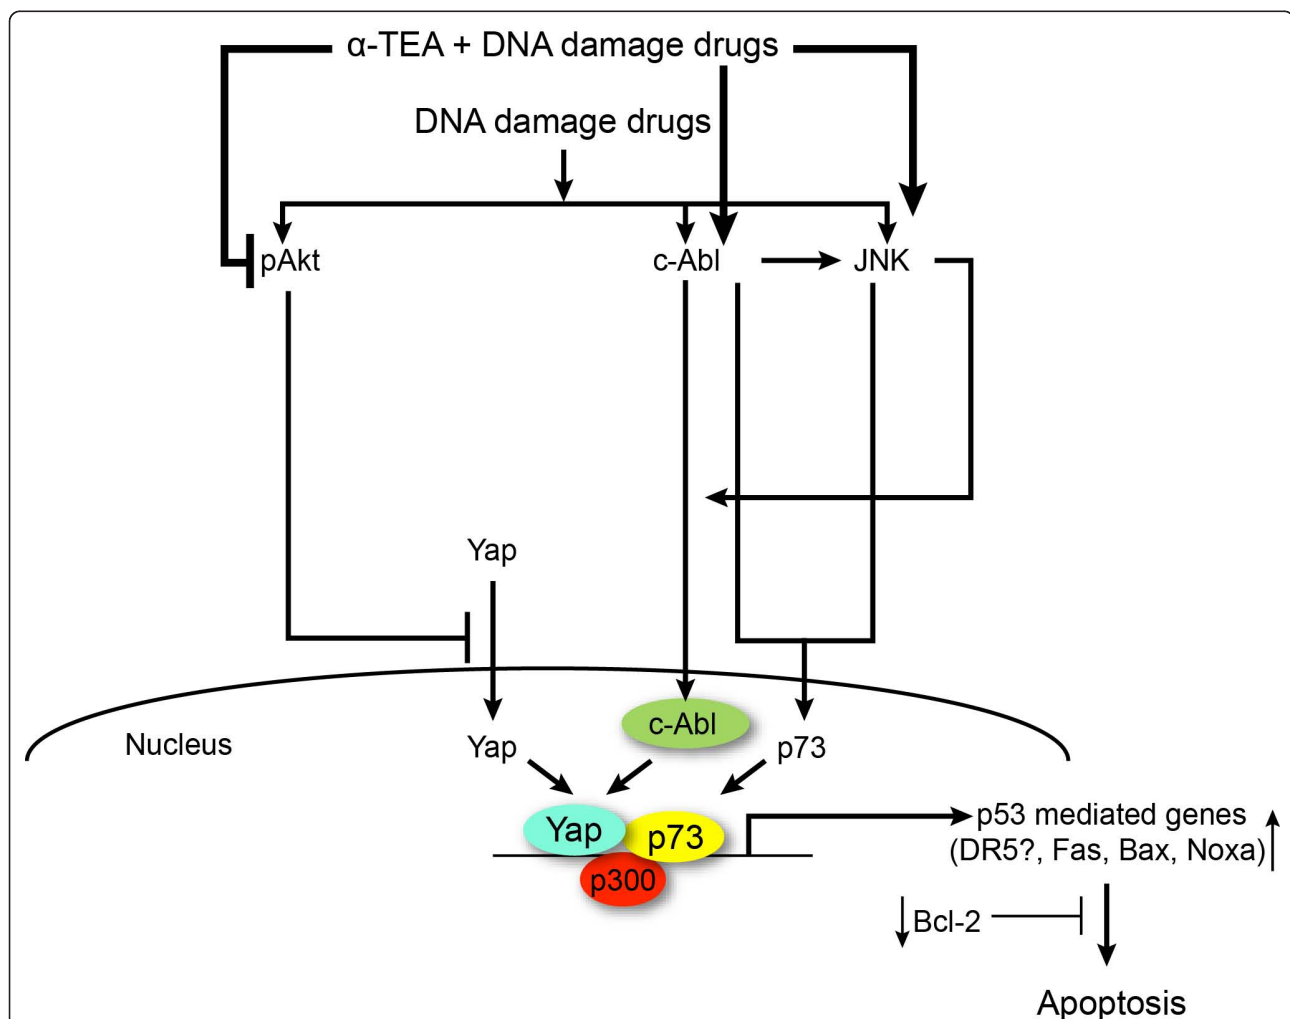 α-TEA + DNA damage drugs
DNA damage drugs
pAkt
c-Abl
JNK
Yap
Nucleus
Yap
c-Abl
p73
Yap
p73
p300
p53 mediated genes
(DR5?, Fas, Bax, Noxa)
Bcl-2
Apoptosis